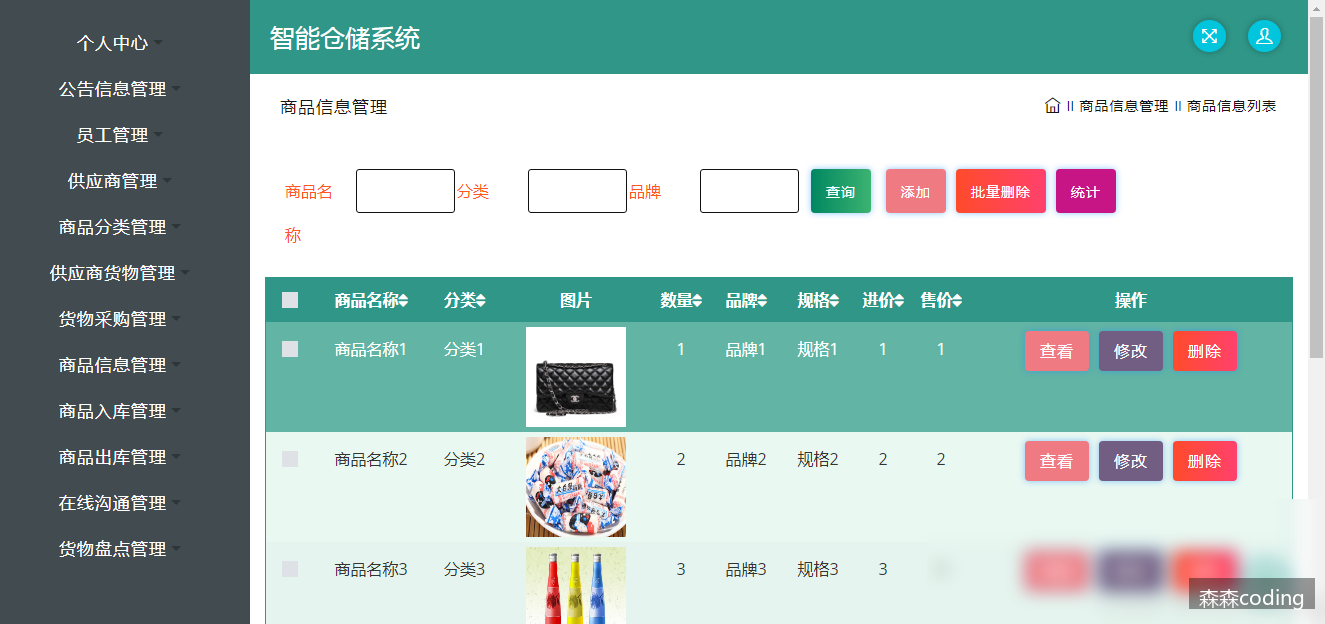 个人中心
公告信息管理
员工管理
供应商管理
商品分类管理
供应商货物管理
货物采购管理
商品信息管理
商品入库管理
商品出库管理
在线沟通管理
货物盘点管理
智能仓储系统
商品信息管理
II 商品信息管理 II 商品信息列表
商品名称 分类 品牌 查询 添加 批量删除 统计
商品名称 分类 图片 数量 品牌 规格 进价 售价 操作
商品名称1 分类1 1 品牌1 规格1 1 1 查看 修改 删除
商品名称2 分类2 2 品牌2 规格2 2 2 查看 修改 删除
商品名称3 分类3 3 品牌3 规格3 3
森森coding